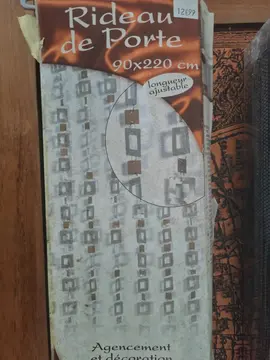 Rideau
de Porte
90x220 cm
longueur
ajustable
Agencement
et décoration